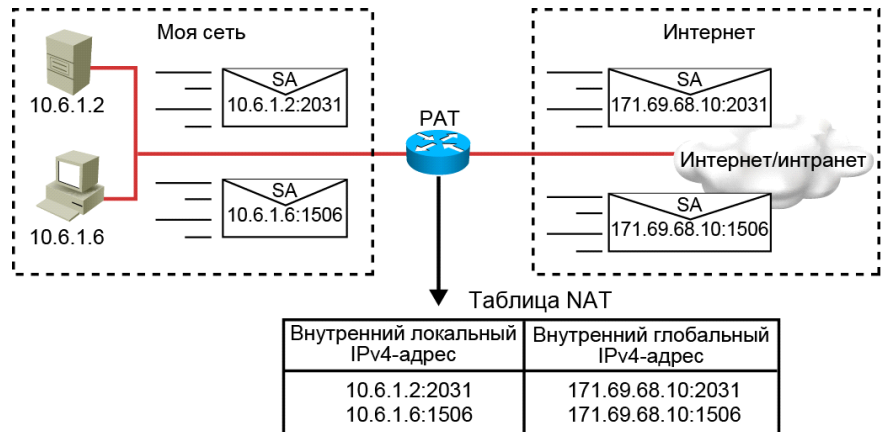 Моя сеть
Интернет
10.6.1.2
SA
10.6.1.2:2031
SA
171.69.68.10:2031
PAT
Интернет/интранет
10.6.1.6
SA
10.6.1.6:1506
SA
171.69.68.10:1506
Таблица NAT
Внутренний локальный
IPv4-адрес
Внутренний глобальный
IPv4-адрес
10.6.1.2:2031
171.69.68.10:2031
10.6.1.6:1506
171.69.68.10:1506